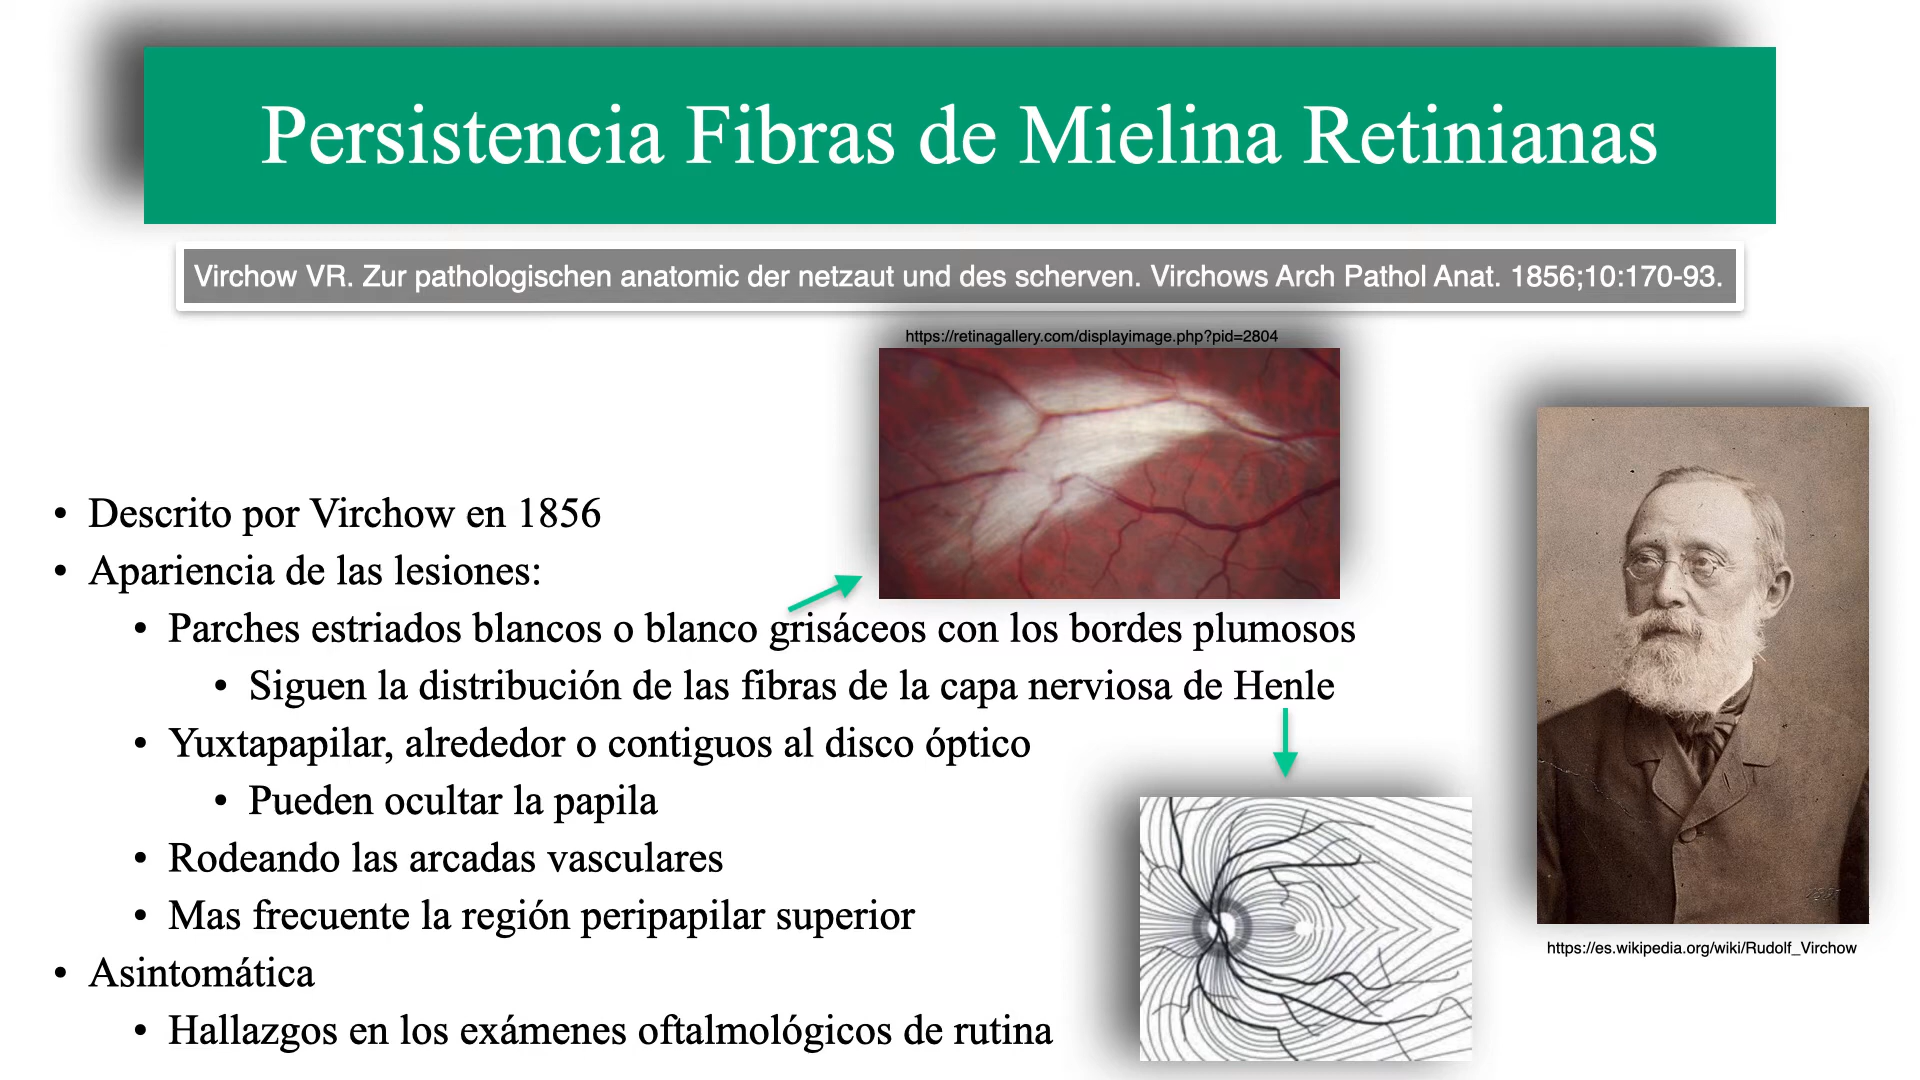 Persistencia Fibras de Mielina Retinianas
Virchow VR. Zur pathologischen anatomic der netzaut und des scherven. Virchows Arch Pathol Anat. 1856;10:170-93.
https://retinagallery.com/displayimage.php?pid=2804
• Descrito por Virchow en 1856
• Apariencia de las lesiones:
• Parches estriados blancos o blanco grisáceos con los bordes plumosos
• Siguen la distribución de las fibras de la capa nerviosa de Henle
• Yuxtapapilar, alrededor o contiguos al disco óptico
• Pueden ocultar la papila
• Rodeando las arcadas vasculares
• Mas frecuente la región peripapilar superior
• Asintomática
• Hallazgos en los exámenes oftalmológicos de rutina
https://es.wikipedia.org/wiki/Rudolf_Virchow